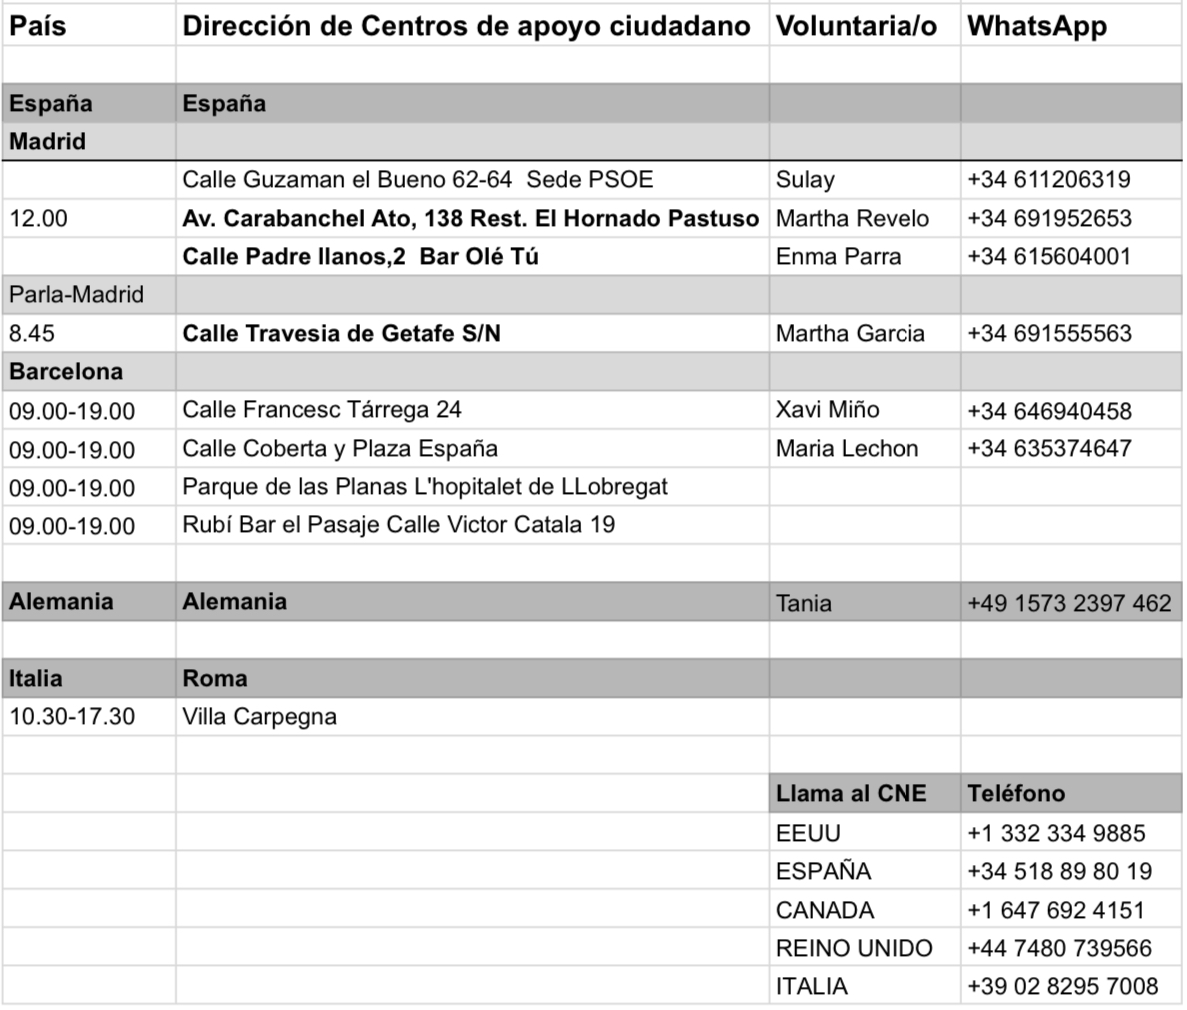 País Dirección de Centros de apoyo ciudadano Voluntaria/o WhatsApp
España España
Madrid
Calle Guzaman el Bueno 62-64 Sede PSOE Sulay +34 611206319
12.00 Av. Carabanchel Ato, 138 Rest. El Hornado Pastuso Martha Revelo +34 691952653
Calle Padre llanos,2 Bar Olé Tú Enma Parra +34 615604001
Parla-Madrid
8.45 Calle Travesia de Getafe S/N Martha Garcia +34 691555563
Barcelona
09.00-19.00 Calle Francesc Tárrega 24 Xavi Miño +34 646940458
09.00-19.00 Calle Coberta y Plaza España Maria Lechon +34 635374647
09.00-19.00 Parque de las Planas L'hopitalet de LLobregat
09.00-19.00 Rubí Bar el Pasaje Calle Victor Catala 19
Alemania Alemania Tania +49 1573 2397 462
Italia Roma
10.30-17.30 Villa Carpegna
Llama al CNE Teléfono
EEUU +1 332 334 9885
ESPAÑA +34 518 89 80 19
CANADA +1 647 692 4151
REINO UNIDO +44 7480 739566
ITALIA +39 02 8295 7008